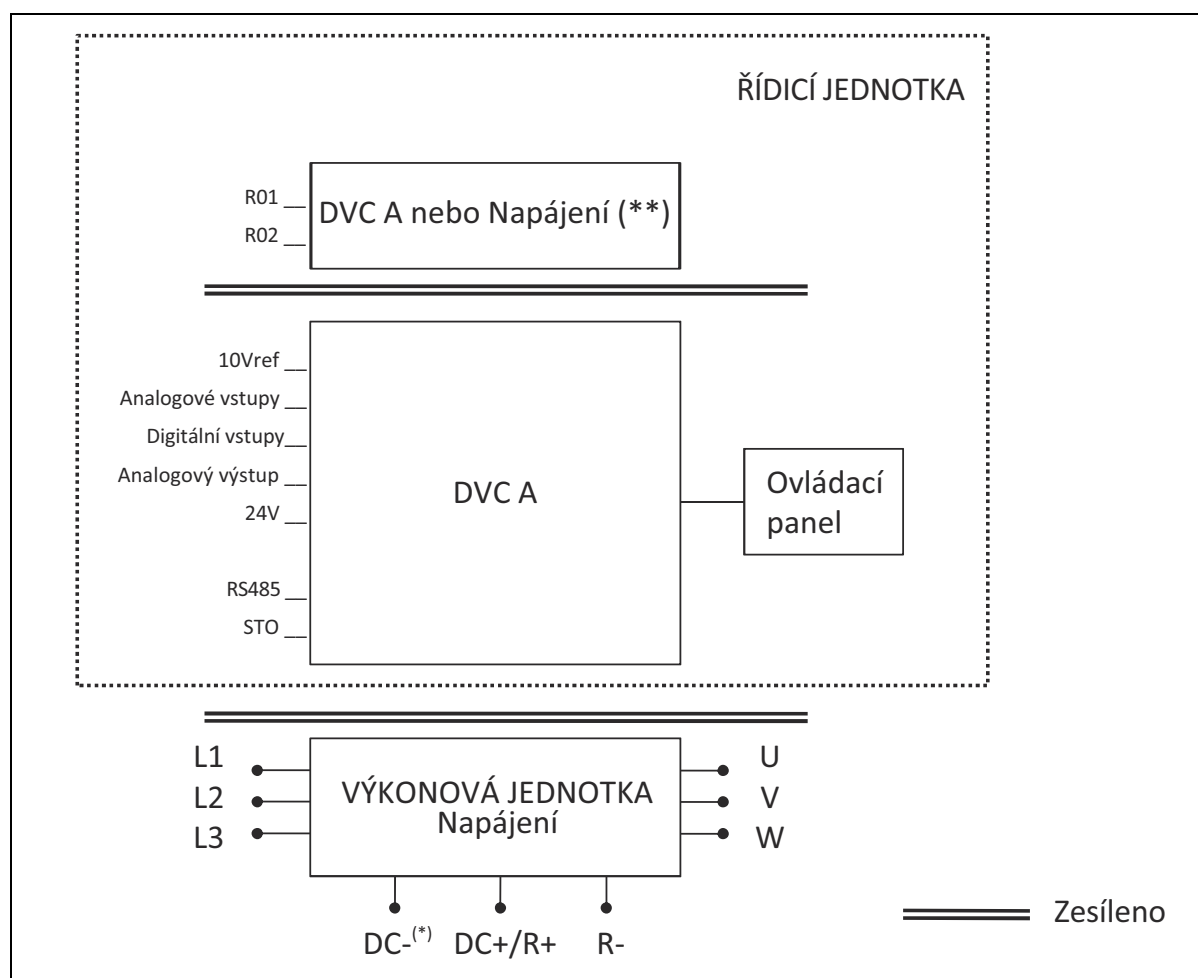 ŘÍDICÍ JEDNOTKA
R01
R02
DVC A nebo Napájení (**)
10Vref
Analogové vstupy
Digitální vstupy
Analogový výstup
24V
RS485
STO
DVC A
Ovládací
panel
L1
L2
L3
VÝKONOVÁ JEDNOTKA
Napájení
U
V
W
DC-(*)
DC+/R+
R-
Zesíleno